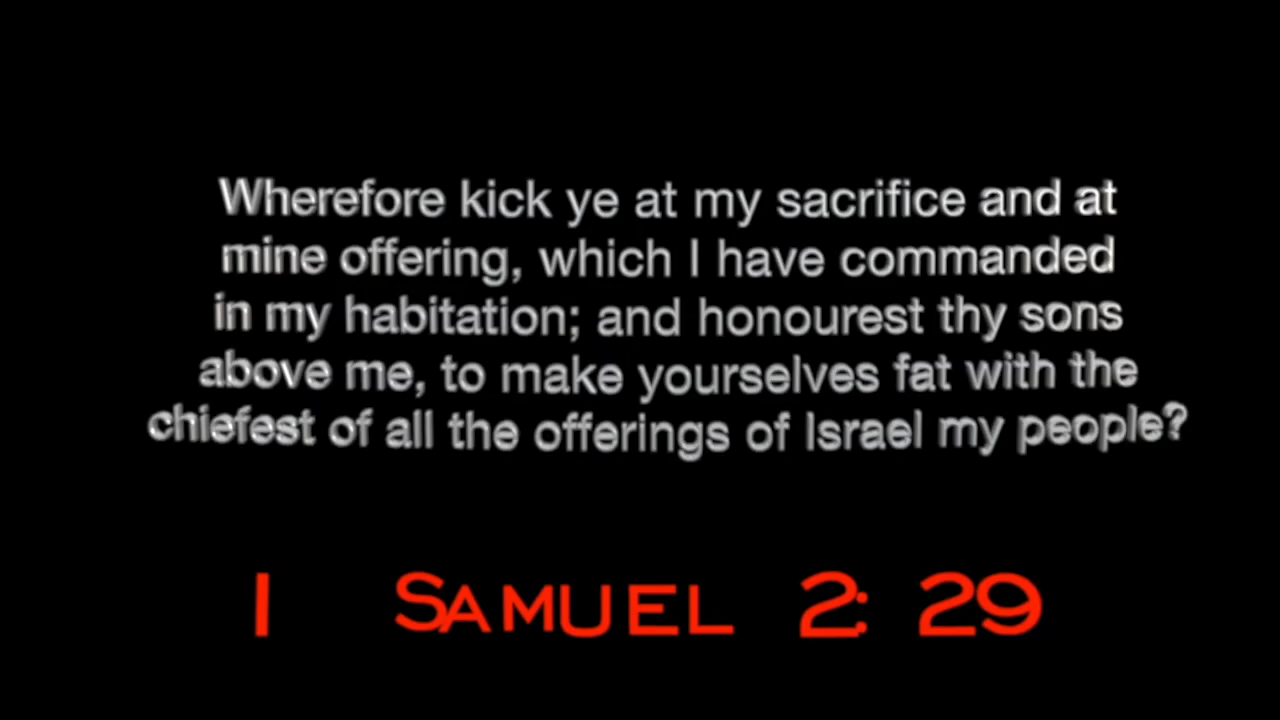 Wherefore kick ye at my sacrifice and at
mine offering, which I have commanded
in my habitation; and honourest thy sons
above me, to make yourselves fat with the
chiefest of all the offerings of Israel my people?
1 SAMUEL 2: 29